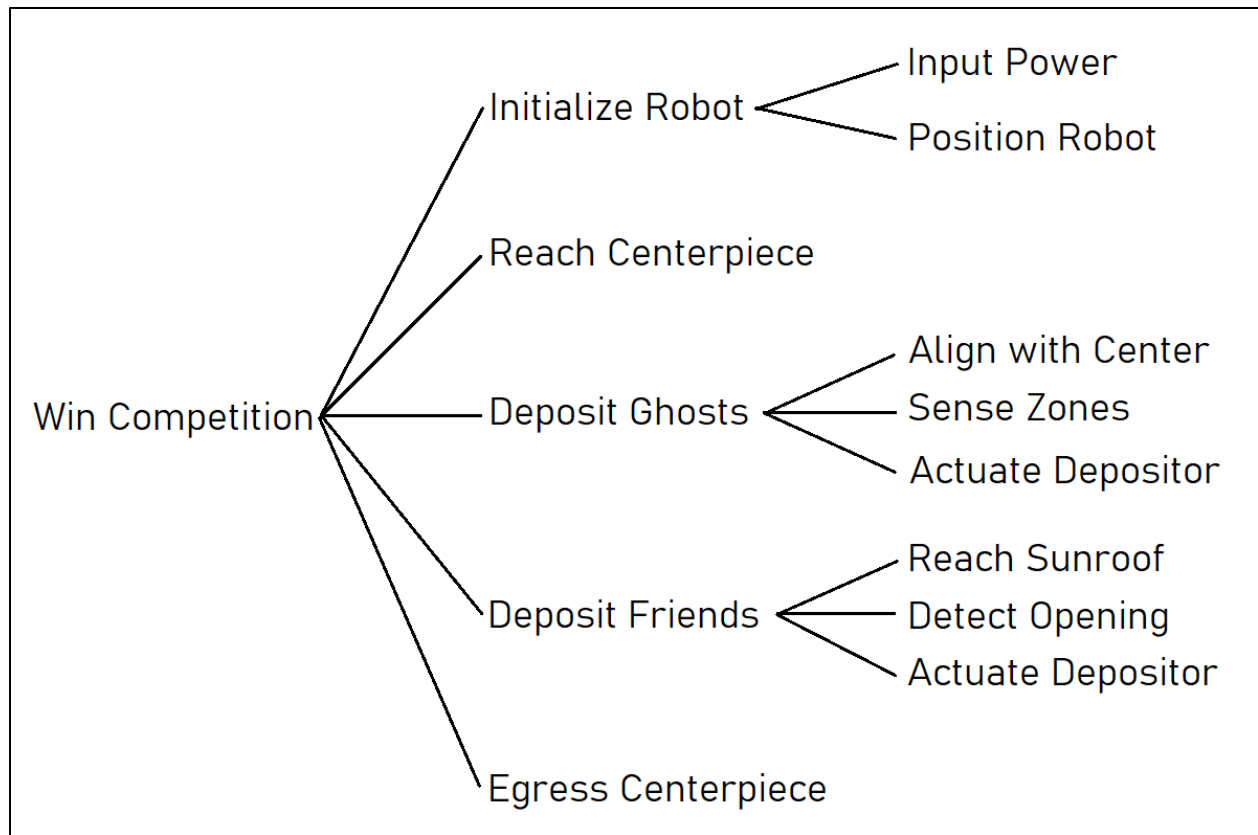 Win Competition
Initialize Robot
Input Power
Position Robot
Reach Centerpiece
Deposit Ghosts
Align with Center
Sense Zones
Actuate Depositor
Deposit Friends
Reach Sunroof
Detect Opening
Actuate Depositor
Egress Centerpiece